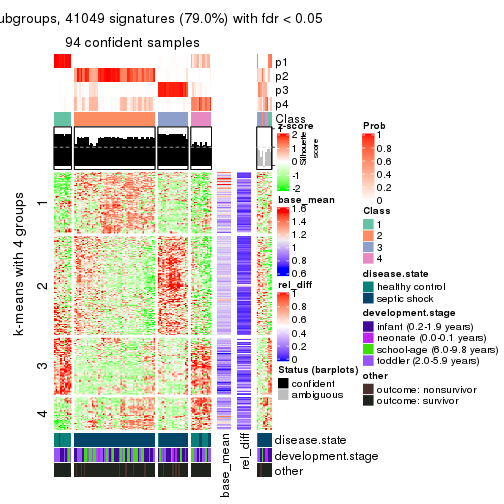 ubgroups, 41049 signatures (79.0%) with fdr < 0.05
94 confident samples
p1
p2
p3
p4
Class
z-score
2
1
0
-1
-2
Silhouette
score
1
Prob
1
0.8
0.6
0.4
0.2
0
base_mean
1.6
1.4
1.2
1
0.8
0.6
rel_diff
1
0.8
0.6
0.4
0.2
0
Status (barplots)
confident
ambiguous
Class
1
2
3
4
disease.state
healthy control
septic shock
development.stage
infant (0.2-1.9 years)
neonate (0.0-0.1 years)
school-age (6.0-9.8 years)
toddler (2.0-5.9 years)
other
outcome: nonsurvivor
outcome: survivor
k-means with 4 groups
1
2
3
4
base_mean
rel_diff
disease.state
development.stage
other